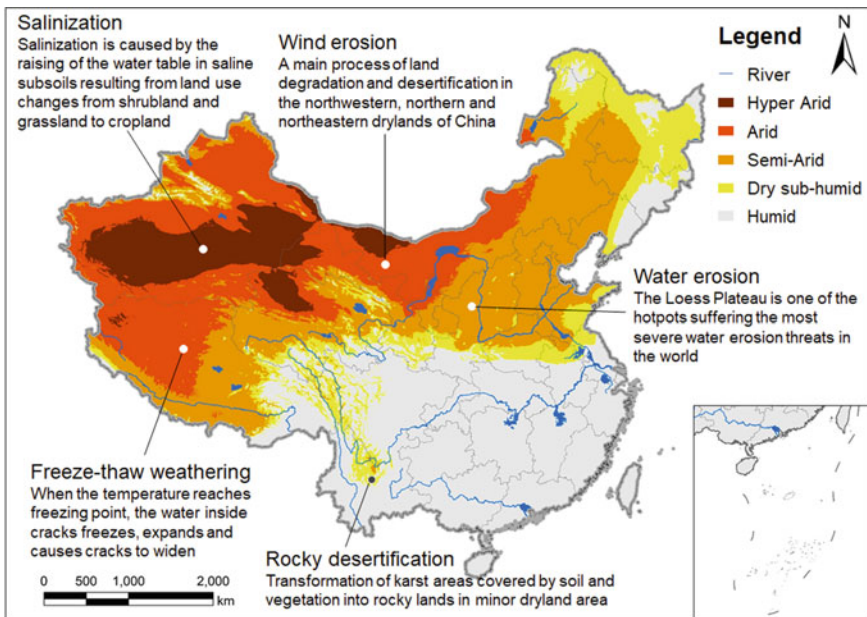 Salinization
Salinization is caused by the
raising of the water table in saline
subsoils resulting from land use
changes from shrubland and
grassland to cropland
Wind erosion
A main process of land
degradation and desertification in
the northwestern, northern and
northeastern drylands of China
Legend
River
Hyper Arid
Arid
Semi-Arid
Dry sub-humid
Humid
N
Water erosion
The Loess Plateau is one of the
hotpots suffering the most
severe water erosion threats in
the world
Freeze-thaw weathering
When the temperature reaches
freezing point, the water inside
cracks freezes, expands and
causes cracks to widen
Rocky desertification
Transformation of karst areas covered by soil and
vegetation into rocky lands in minor dryland area
0 500 1,000 2,000
km